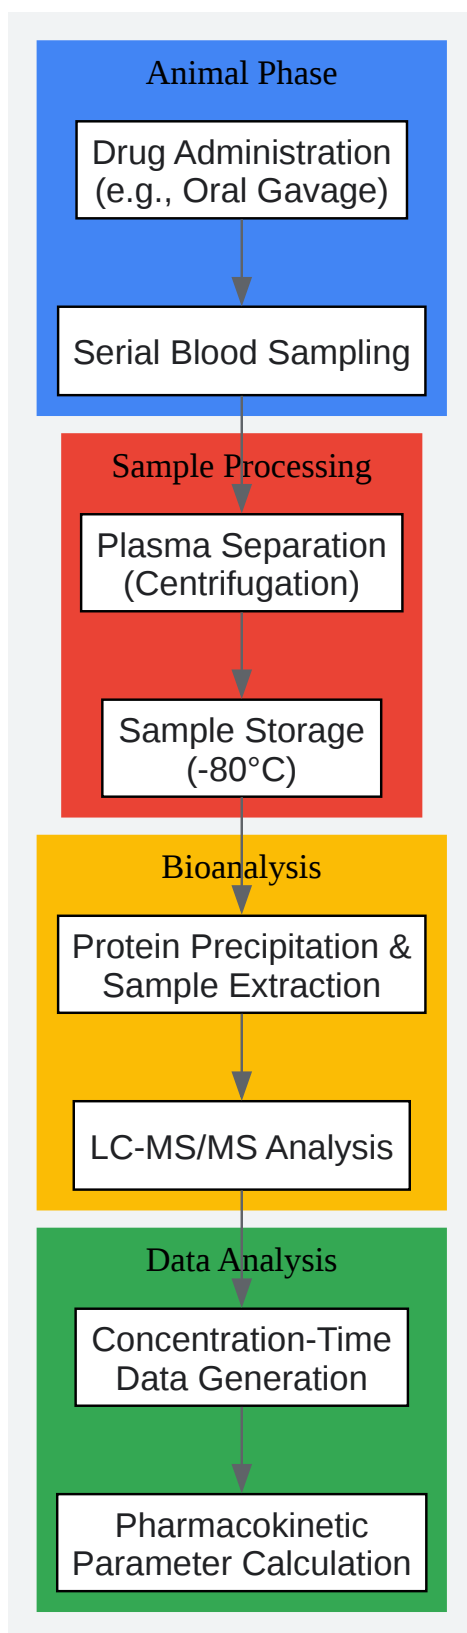 Animal Phase
Drug Administration
(e.g., Oral Gavage)
Serial Blood Sampling
Sample Processing
Plasma Separation
(Centrifugation)
Sample Storage
(-80°C)
Bioanalysis
Protein Precipitation &
Sample Extraction
LC-MS/MS Analysis
Data Analysis
Concentration-Time
Data Generation
Pharmacokinetic
Parameter Calculation